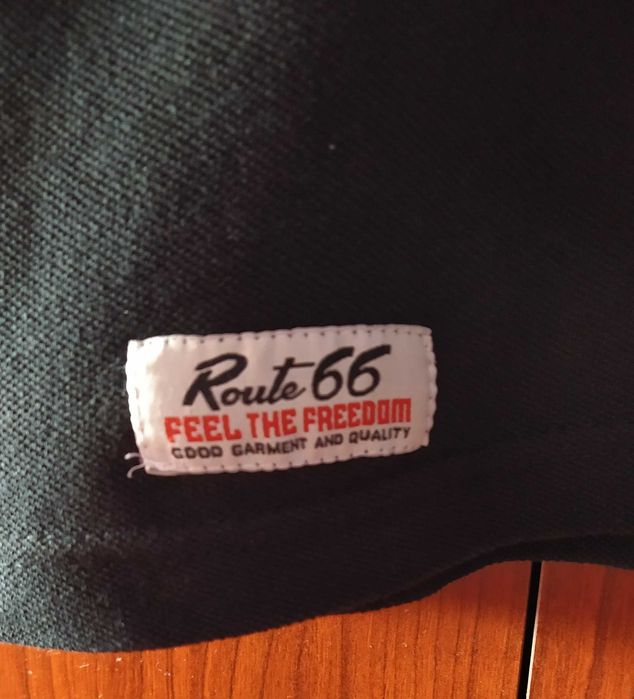 Route 66
FEEL THE FREEDOM
GOOD GARMENT AND QUALITY